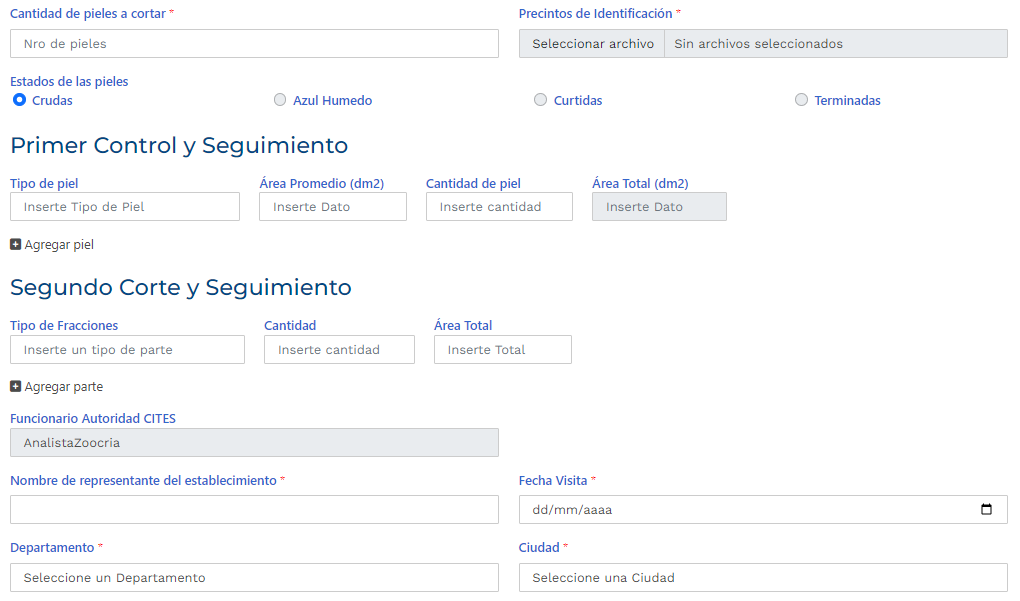 Cantidad de pieles a cortar * Precintos de Identificación *
Nro de pieles Seleccionar archivo Sin archivos seleccionados
Estados de las pieles
Crudas Azul Humedo Curtidas Terminadas
Primer Control y Seguimiento
Tipo de piel Área Promedio (dm2) Cantidad de piel Área Total (dm2)
Inserte Tipo de Piel Inserte Dato Inserte cantidad Inserte Dato
Agregar piel
Segundo Corte y Seguimiento
Tipo de Fracciones Cantidad Área Total
Inserte un tipo de parte Inserte cantidad Inserte Total
Agregar parte
Funcionario Autoridad CITES
AnalistaZoocria
Nombre de representante del establecimiento * Fecha Visita *
dd/mm/aaaa
Departamento * Ciudad *
Seleccione un Departamento Seleccione una Ciudad